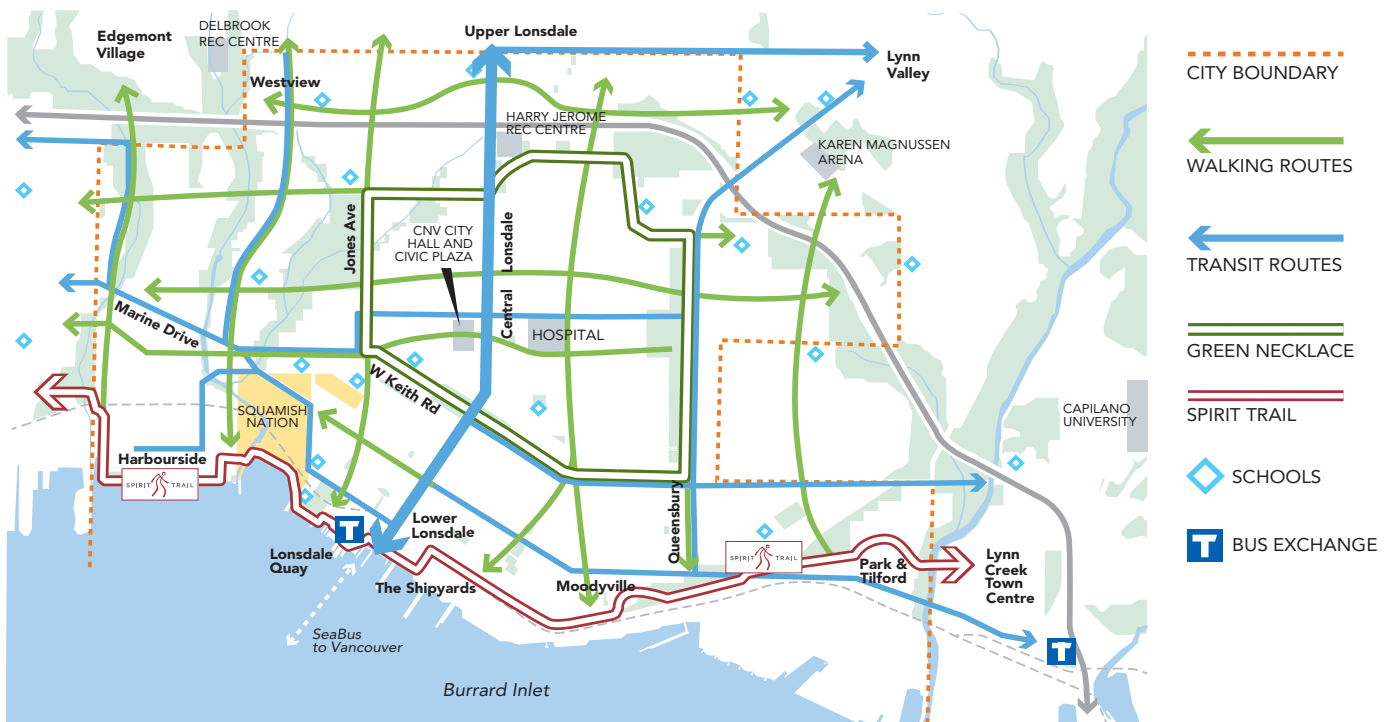 Edgemont
Village
DELBROOK
REC CENTRE
Upper Lonsdale
Westview
Lynn
Valley
HARRY JEROME
REC CENTRE
KAREN MAGNUSSEN
ARENA
Jones Ave
CNV CITY
HALL AND
CIVIC PLAZA
Central Lonsdale
HOSPITAL
Marine Drive
W Keith Rd
SQUAMISH
NATION
CAPILANO
UNIVERSITY
Harbourside
SPIRIT TRAIL
Lower
Lonsdale
Queensbury
Lonsdale
Quay
T
The Shipyards
Moodyville
SPIRIT TRAIL
Park &
Tilford
Lynn
Creek
Town
Centre
SeaBus
to Vancouver
T
Burrard Inlet
CITY BOUNDARY
WALKING ROUTES
TRANSIT ROUTES
GREEN NECKLACE
SPIRIT TRAIL
SCHOOLS
T BUS EXCHANGE